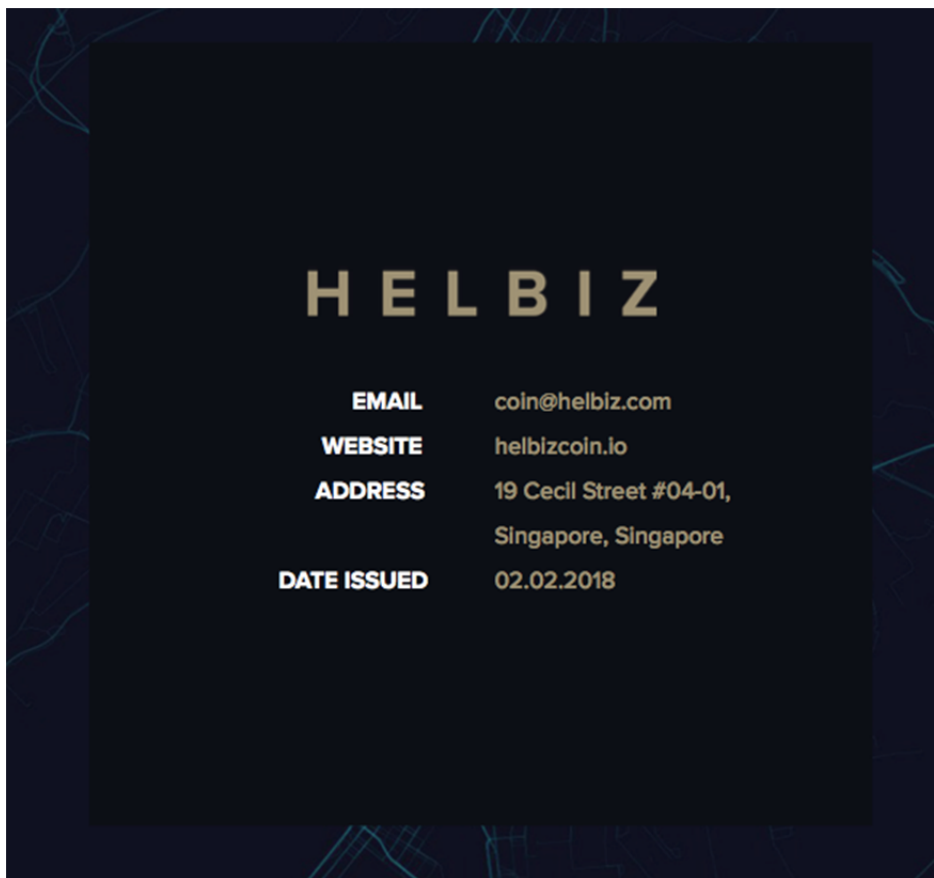 HELBIZ
EMAIL coin@helbiz.com
WEBSITE helbizcoin.io
ADDRESS 19 Cecil Street #04-01,
Singapore, Singapore
DATE ISSUED 02.02.2018